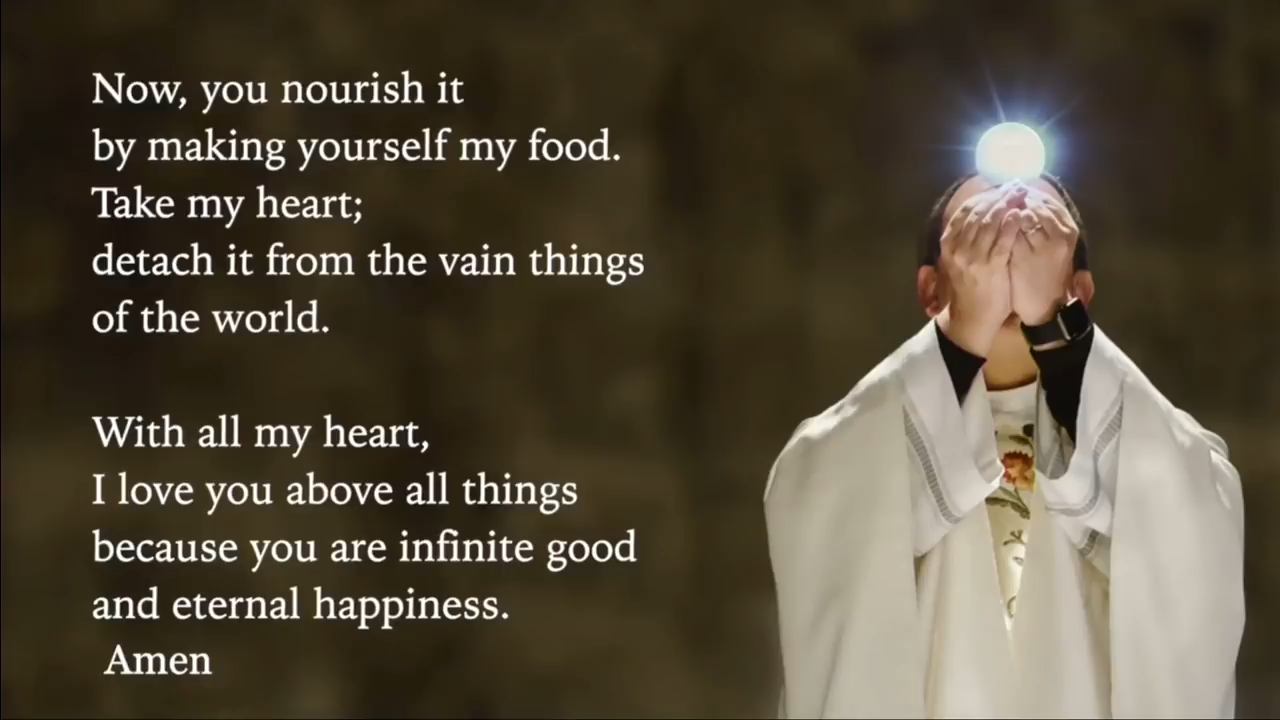 Now, you nourish it
by making yourself my food.
Take my heart;
detach it from the vain things
of the world.
With all my heart,
I love you above all things
because you are infinite good
and eternal happiness.
Amen